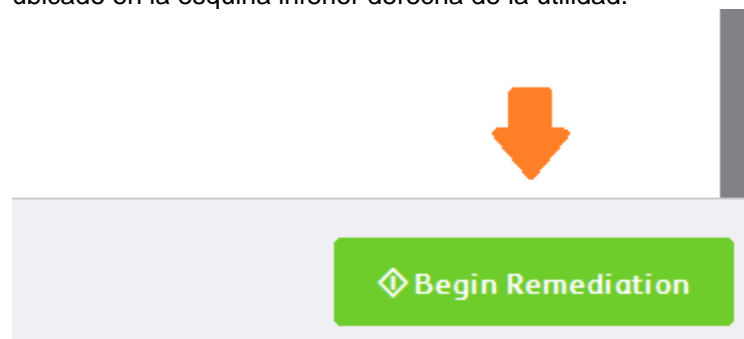 ubicado en la esquina inferior derecha de la utilidad.
Begin Remediation